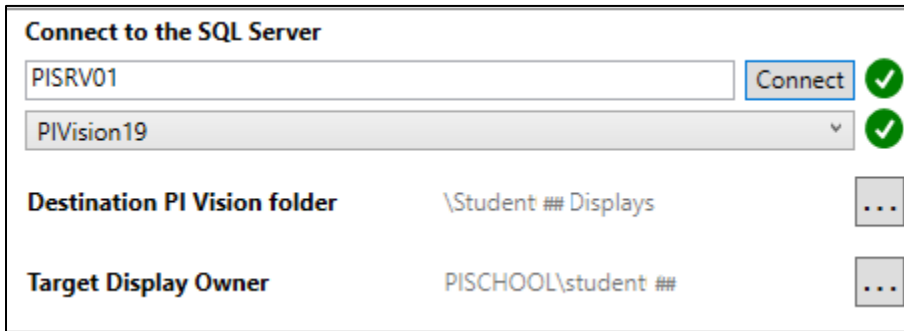 Connect to the SQL Server
PISRV01 Connect
PIVision19
Destination PI Vision folder \Student ## Displays ...
Target Display Owner PISCHOOL\student ## ...